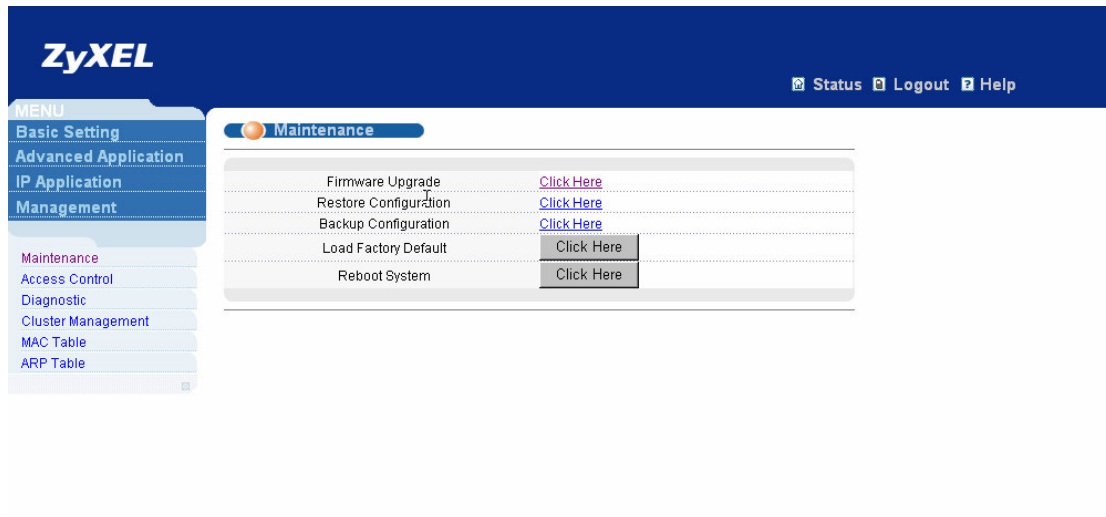 ZyXEL
Status Logout Help
MENU
Basic Setting
Advanced Application
IP Application
Management
Maintenance
Access Control
Diagnostic
Cluster Management
MAC Table
ARP Table
Maintenance
Firmware Upgrade Click Here
Restore Configuration Click Here
Backup Configuration Click Here
Load Factory Default Click Here
Reboot System Click Here